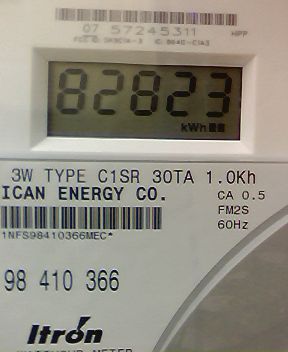 07 57245311
HPP
82823
kWh
3W TYPE C1SR 30TA 1.0Kh
ICAN ENERGY CO.
CA 0.5
FM2S
60Hz
1NFS98410366MEC*
98 410 366
Itron